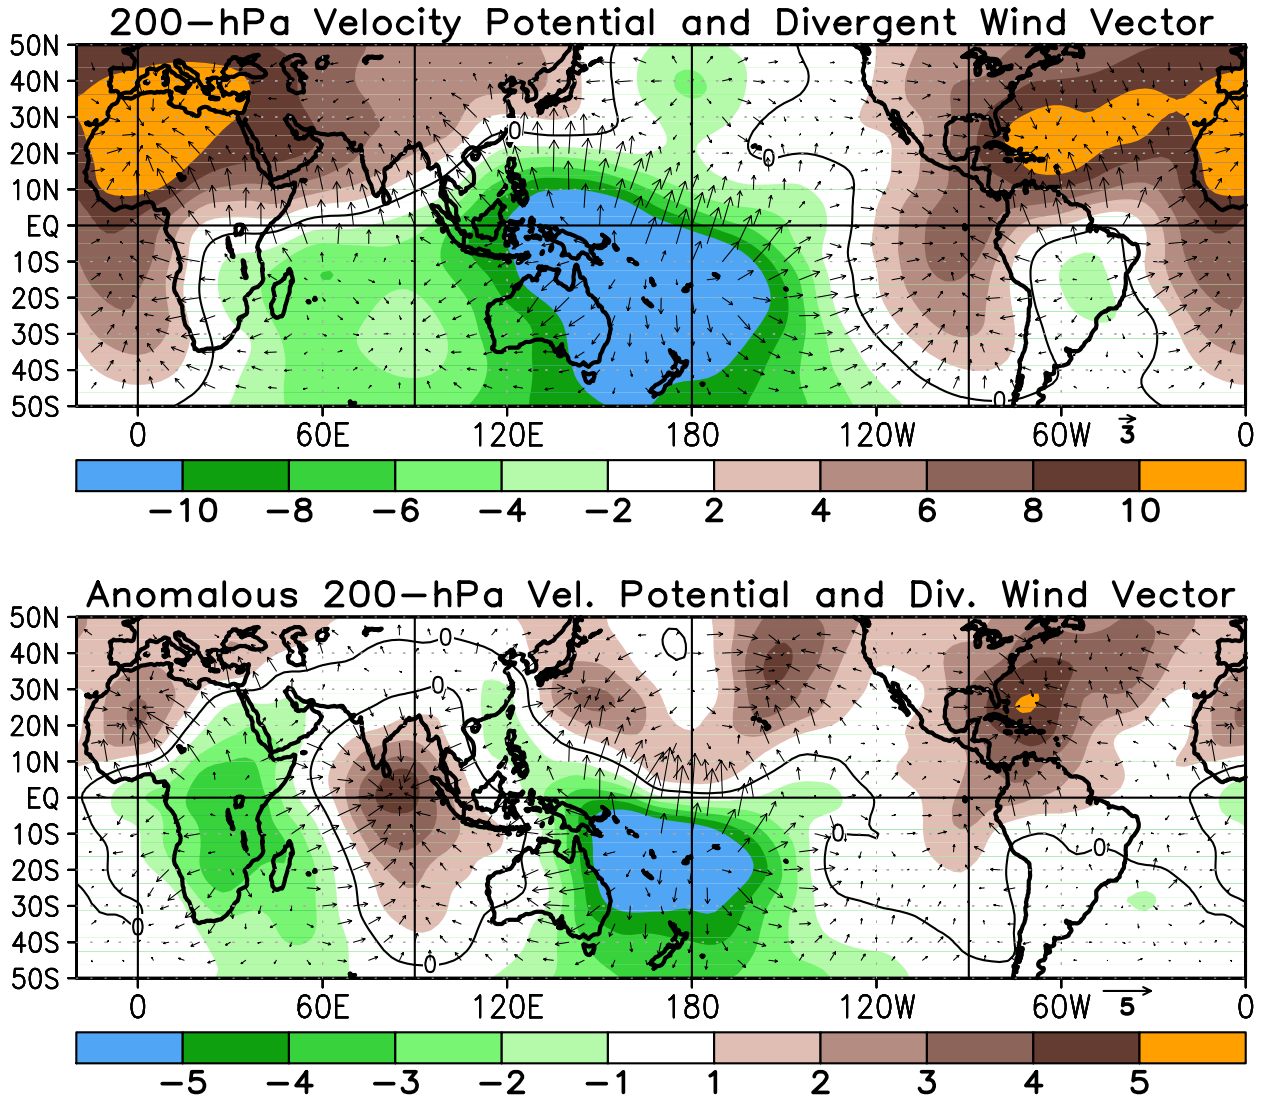 200-hPa Velocity Potential and Divergent Wind Vector
50N
40N
30N
20N
10N
EQ
10S
20S
30S
40S
50S
0
0
0
0 60E 120E 180 120W 60W 3 0
-10 -8 -6 -4 -2 2 4 6 8 10
Anomalous 200-hPa Vel. Potential and Div. Wind Vector
50N
40N
30N
20N
10N
EQ
10S
20S
30S
40S
50S
0
0
0
0
0
0
0 60E 120E 180 120W 60W 5 0
-5 -4 -3 -2 -1 1 2 3 4 5